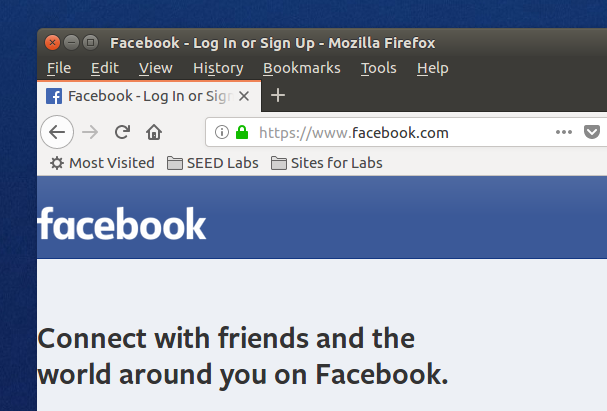 Facebook - Log In or Sign Up - Mozilla Firefox
File Edit View History Bookmarks Tools Help
Facebook - Log In or Sign
https://www.facebook.com
Most Visited SEED Labs Sites for Labs
facebook
Connect with friends and the
world around you on Facebook.